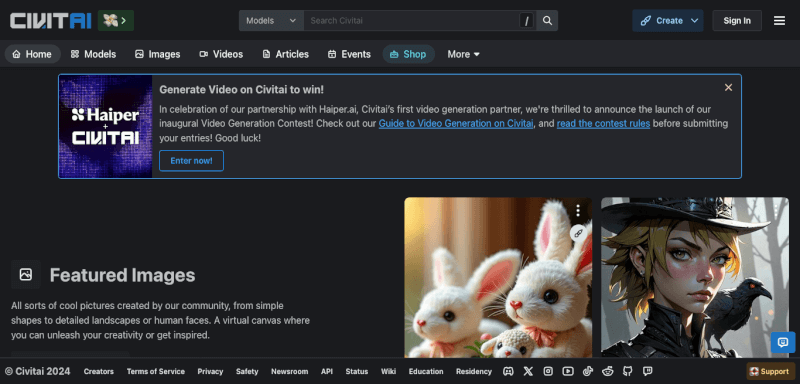 CIVITAI
Models
Search Civitai
/
Create
Sign In
Home
Models
Images
Videos
Articles
Events
Shop
More
Haiper
+
CIVITAI
Generate Video on Civitai to win!
In celebration of our partnership with Haiper.ai, Civitai's first video generation partner, we're thrilled to announce the launch of our
inaugural Video Generation Contest! Check out our Guide to Video Generation on Civitai, and read the contest rules before submitting
your entries! Good luck!
Enter now!
Featured Images
All sorts of cool pictures created by our community, from simple
shapes to detailed landscapes or human faces. A virtual canvas where
you can unleash your creativity or get inspired.
© Civitai 2024
Creators
Terms of Service
Privacy
Safety
Newsroom
API
Status
Wiki
Education
Residency
Support